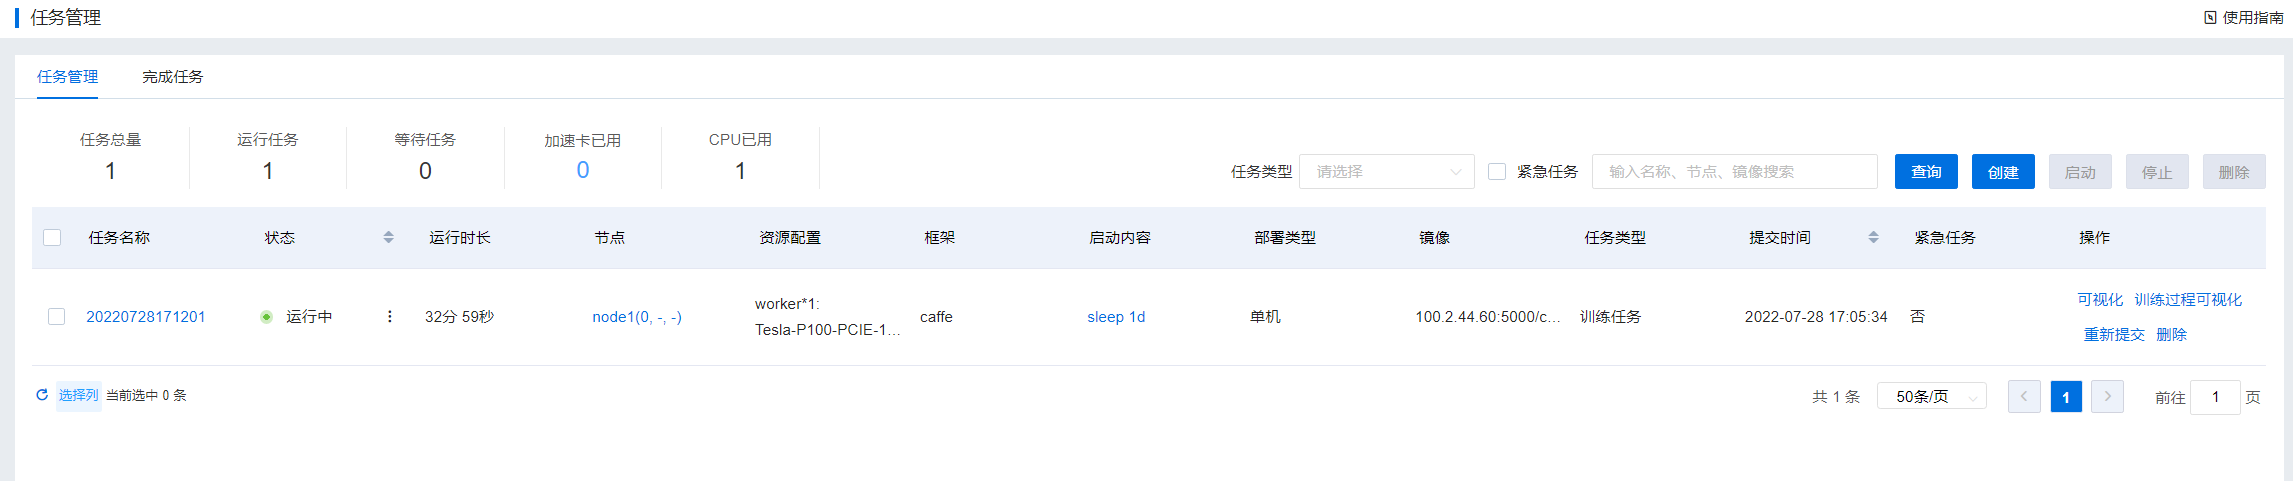 任务管理
使用指南
任务管理 完成任务
任务总量 运行任务 等待任务 加速卡已用 CPU已用
1 1 0 0 1
任务类型 请选择 紧急任务 输入名称、节点、镜像搜索 查询 创建 启动 停止 删除
任务名称 状态 运行时长 节点 资源配置 框架 启动内容 部署类型 镜像 任务类型 提交时间 紧急任务 操作
20220728171201 运行中 32分 59秒 node1(0, -, -) worker*1: caffe sleep 1d 单机 100.2.44.60:5000/c... 训练任务 2022-07-28 17:05:34 否 可视化 训练过程可视化
Tesla-P100-PCIE-1...
重新提交 删除
选择列 当前选中 0 条
共 1 条 50条/页 1 前往 1 页